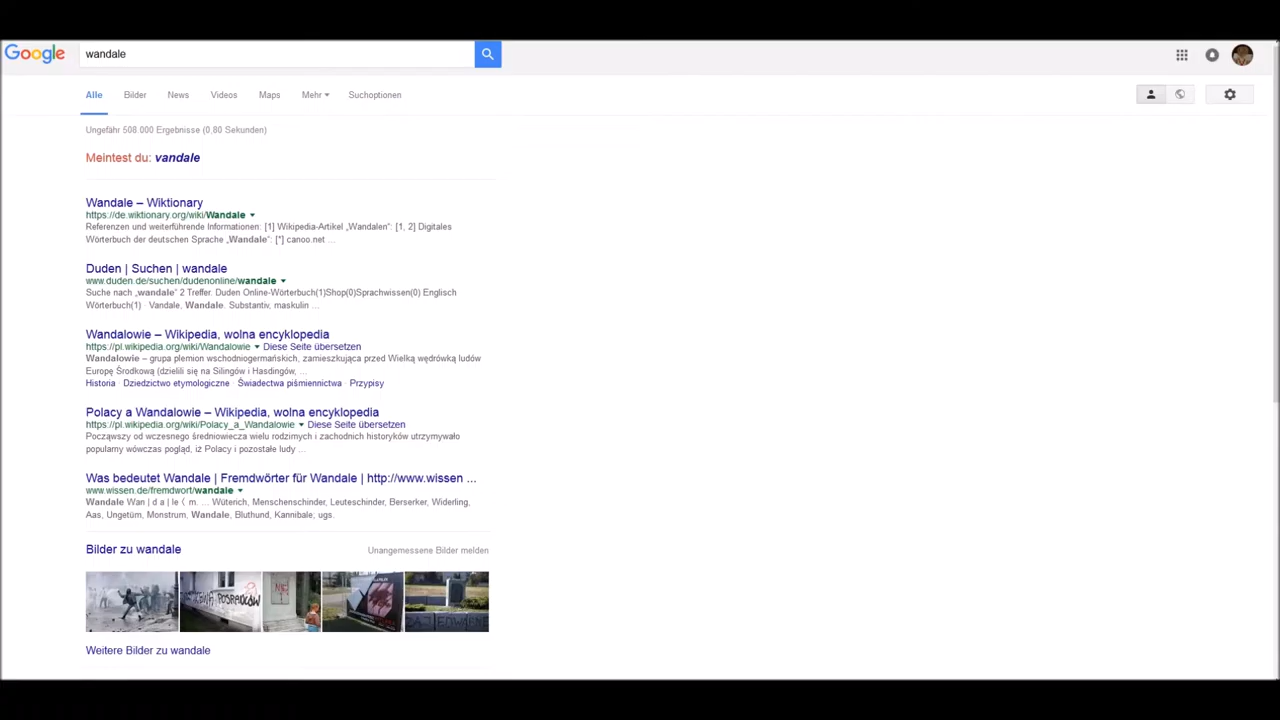 Google wandale
Alle Bilder News Videos Maps Mehr Suchoptionen
Ungefähr 508.000 Ergebnisse (0,80 Sekunden)
Meintest du: vandale
Wandale – Wiktionary
https://de.wiktionary.org/wiki/Wandale
Referenzen und weiterführende Informationen: [1] Wikipedia-Artikel „Wandalen“: [1, 2] Digitales
Wörterbuch der deutschen Sprache „Wandale“: [*] canoo.net ...
Duden | Suchen | wandale
www.duden.de/suchen/dudenonline/wandale
Suche nach „wandale“ 2 Treffer. Duden Online-Wörterbuch(1)Shop(0)Sprachwissen(0) Englisch
Wörterbuch(1) · Vandale, Wandale. Substantiv, maskulin ...
Wandalowie – Wikipedia, wolna encyklopedia
https://pl.wikipedia.org/wiki/Wandalowie Diese Seite übersetzen
Wandalowie – grupa plemion wschodniogermańskich, zamieszkująca przed Wielką wędrówką ludów
Europę Środkową (dzielili się na Silingów i Hasdingów, ...
Historia · Dziedzictwo etymologiczne · Świadectwa piśmiennictwa · Przypisy
Polacy a Wandalowie – Wikipedia, wolna encyklopedia
https://pl.wikipedia.org/wiki/Polacy_a_Wandalowie Diese Seite übersetzen
Począwszy od wczesnego średniowiecza wielu rodzimych i zachodnich historyków utrzymywało
popularny wówczas pogląd, iż Polacy i pozostałe ludy ...
Was bedeutet Wandale | Fremdwörter für Wandale | http://www.wissen ...
www.wissen.de/fremdwort/wandale
Wandale Wan | d a | le 〈 m. ... Wüterich, Menschenschinder, Leuteschinder, Berserker, Widerling,
Aas, Ungetüm, Monstrum, Wandale, Bluthund, Kannibale; ugs.
Bilder zu wandale Unangemessene Bilder melden
Weitere Bilder zu wandale